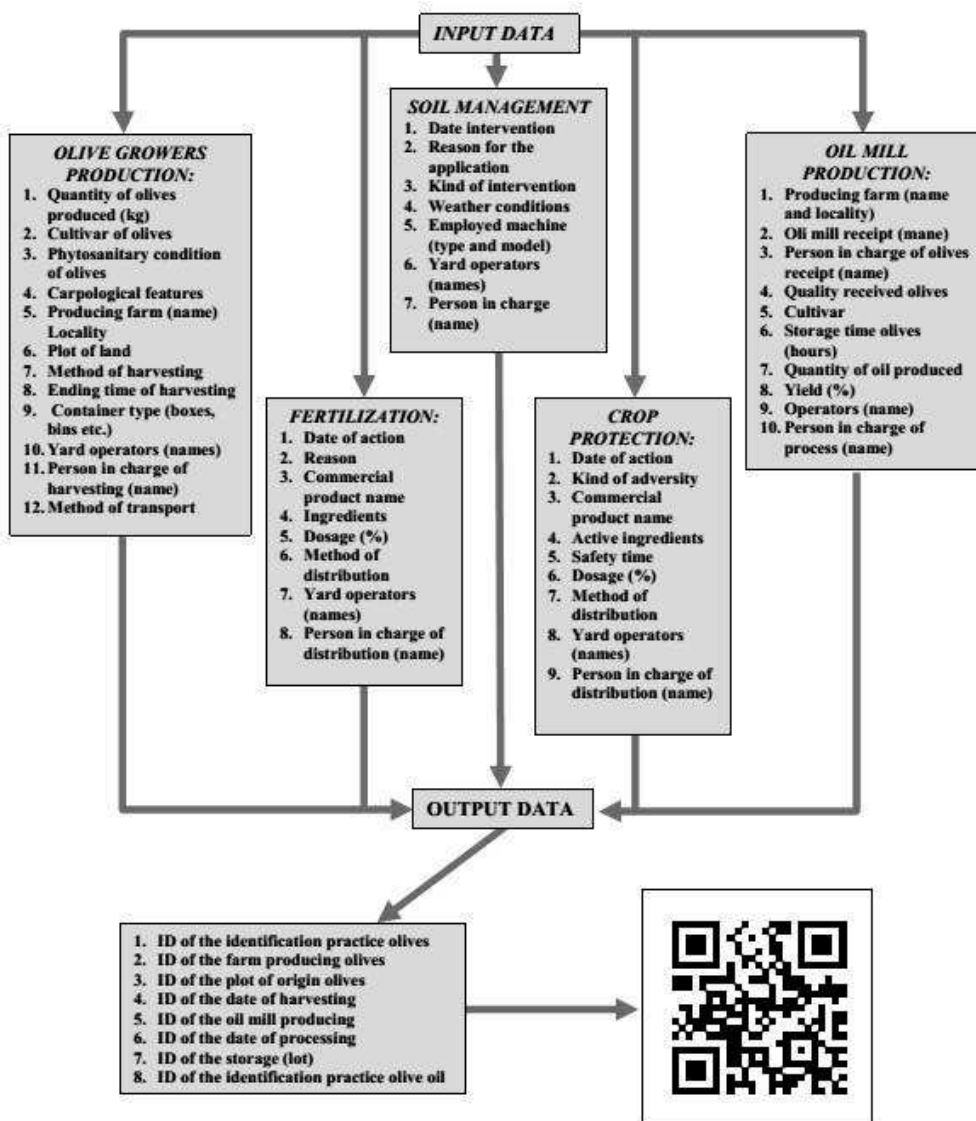 INPUT DATA
OLIVE GROWERS
PRODUCTION:
1. Quantity of olives
produced (kg)
2. Cultivar of olives
3. Phytosanitary condition
of olives
4. Carpological features
5. Producing farm (name)
Locality
6. Plot of land
7. Method of harvesting
8. Ending time of harvesting
9. Container type (boxes,
bins etc.)
10. Yard operators (names)
11. Person in charge of
harvesting (name)
12. Method of transport
FERTILIZATION:
1. Date of action
2. Reason
3. Commercial
product name
4. Ingredients
5. Dosage (%)
6. Method of
distribution
7. Yard operators
(names)
8. Person in charge of
distribution (name)
SOIL MANAGEMENT
1. Date intervention
2. Reason for the
application
3. Kind of intervention
4. Weather conditions
5. Employed machine
(type and model)
6. Yard operators
(names)
7. Person in charge
(name)
CROP
PROTECTION:
1. Date of action
2. Kind of adversity
3. Commercial
product name
4. Active ingredients
5. Safety time
6. Dosage (%)
7. Method of
distribution
8. Yard operators
(names)
9. Person in charge of
distribution (name)
OIL MILL
PRODUCTION:
1. Producing farm (name
and locality)
2. Oli mill receipt (mane)
3. Person in charge of olives
receipt (name)
4. Quality received olives
5. Cultivar
6. Storage time olives
(hours)
7. Quantity of oil produced
8. Yield (%)
9. Operators (name)
10. Person in charge of
process (name)
OUTPUT DATA
1. ID of the identification practice olives
2. ID of the farm producing olives
3. ID of the plot of origin olives
4. ID of the date of harvesting
5. ID of the oil mill producing
6. ID of the date of processing
7. ID of the storage (lot)
8. ID of the identification practice olive oil